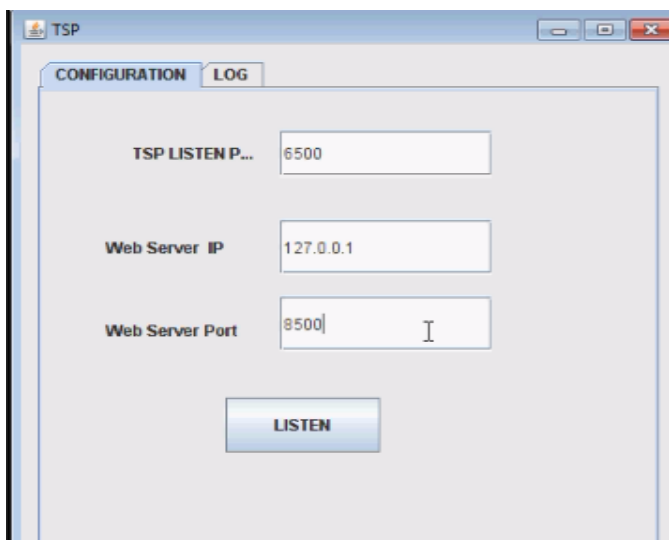 TSP
CONFIGURATION LOG
TSP LISTEN P... 6500
Web Server IP 127.0.0.1
Web Server Port 8500
LISTEN